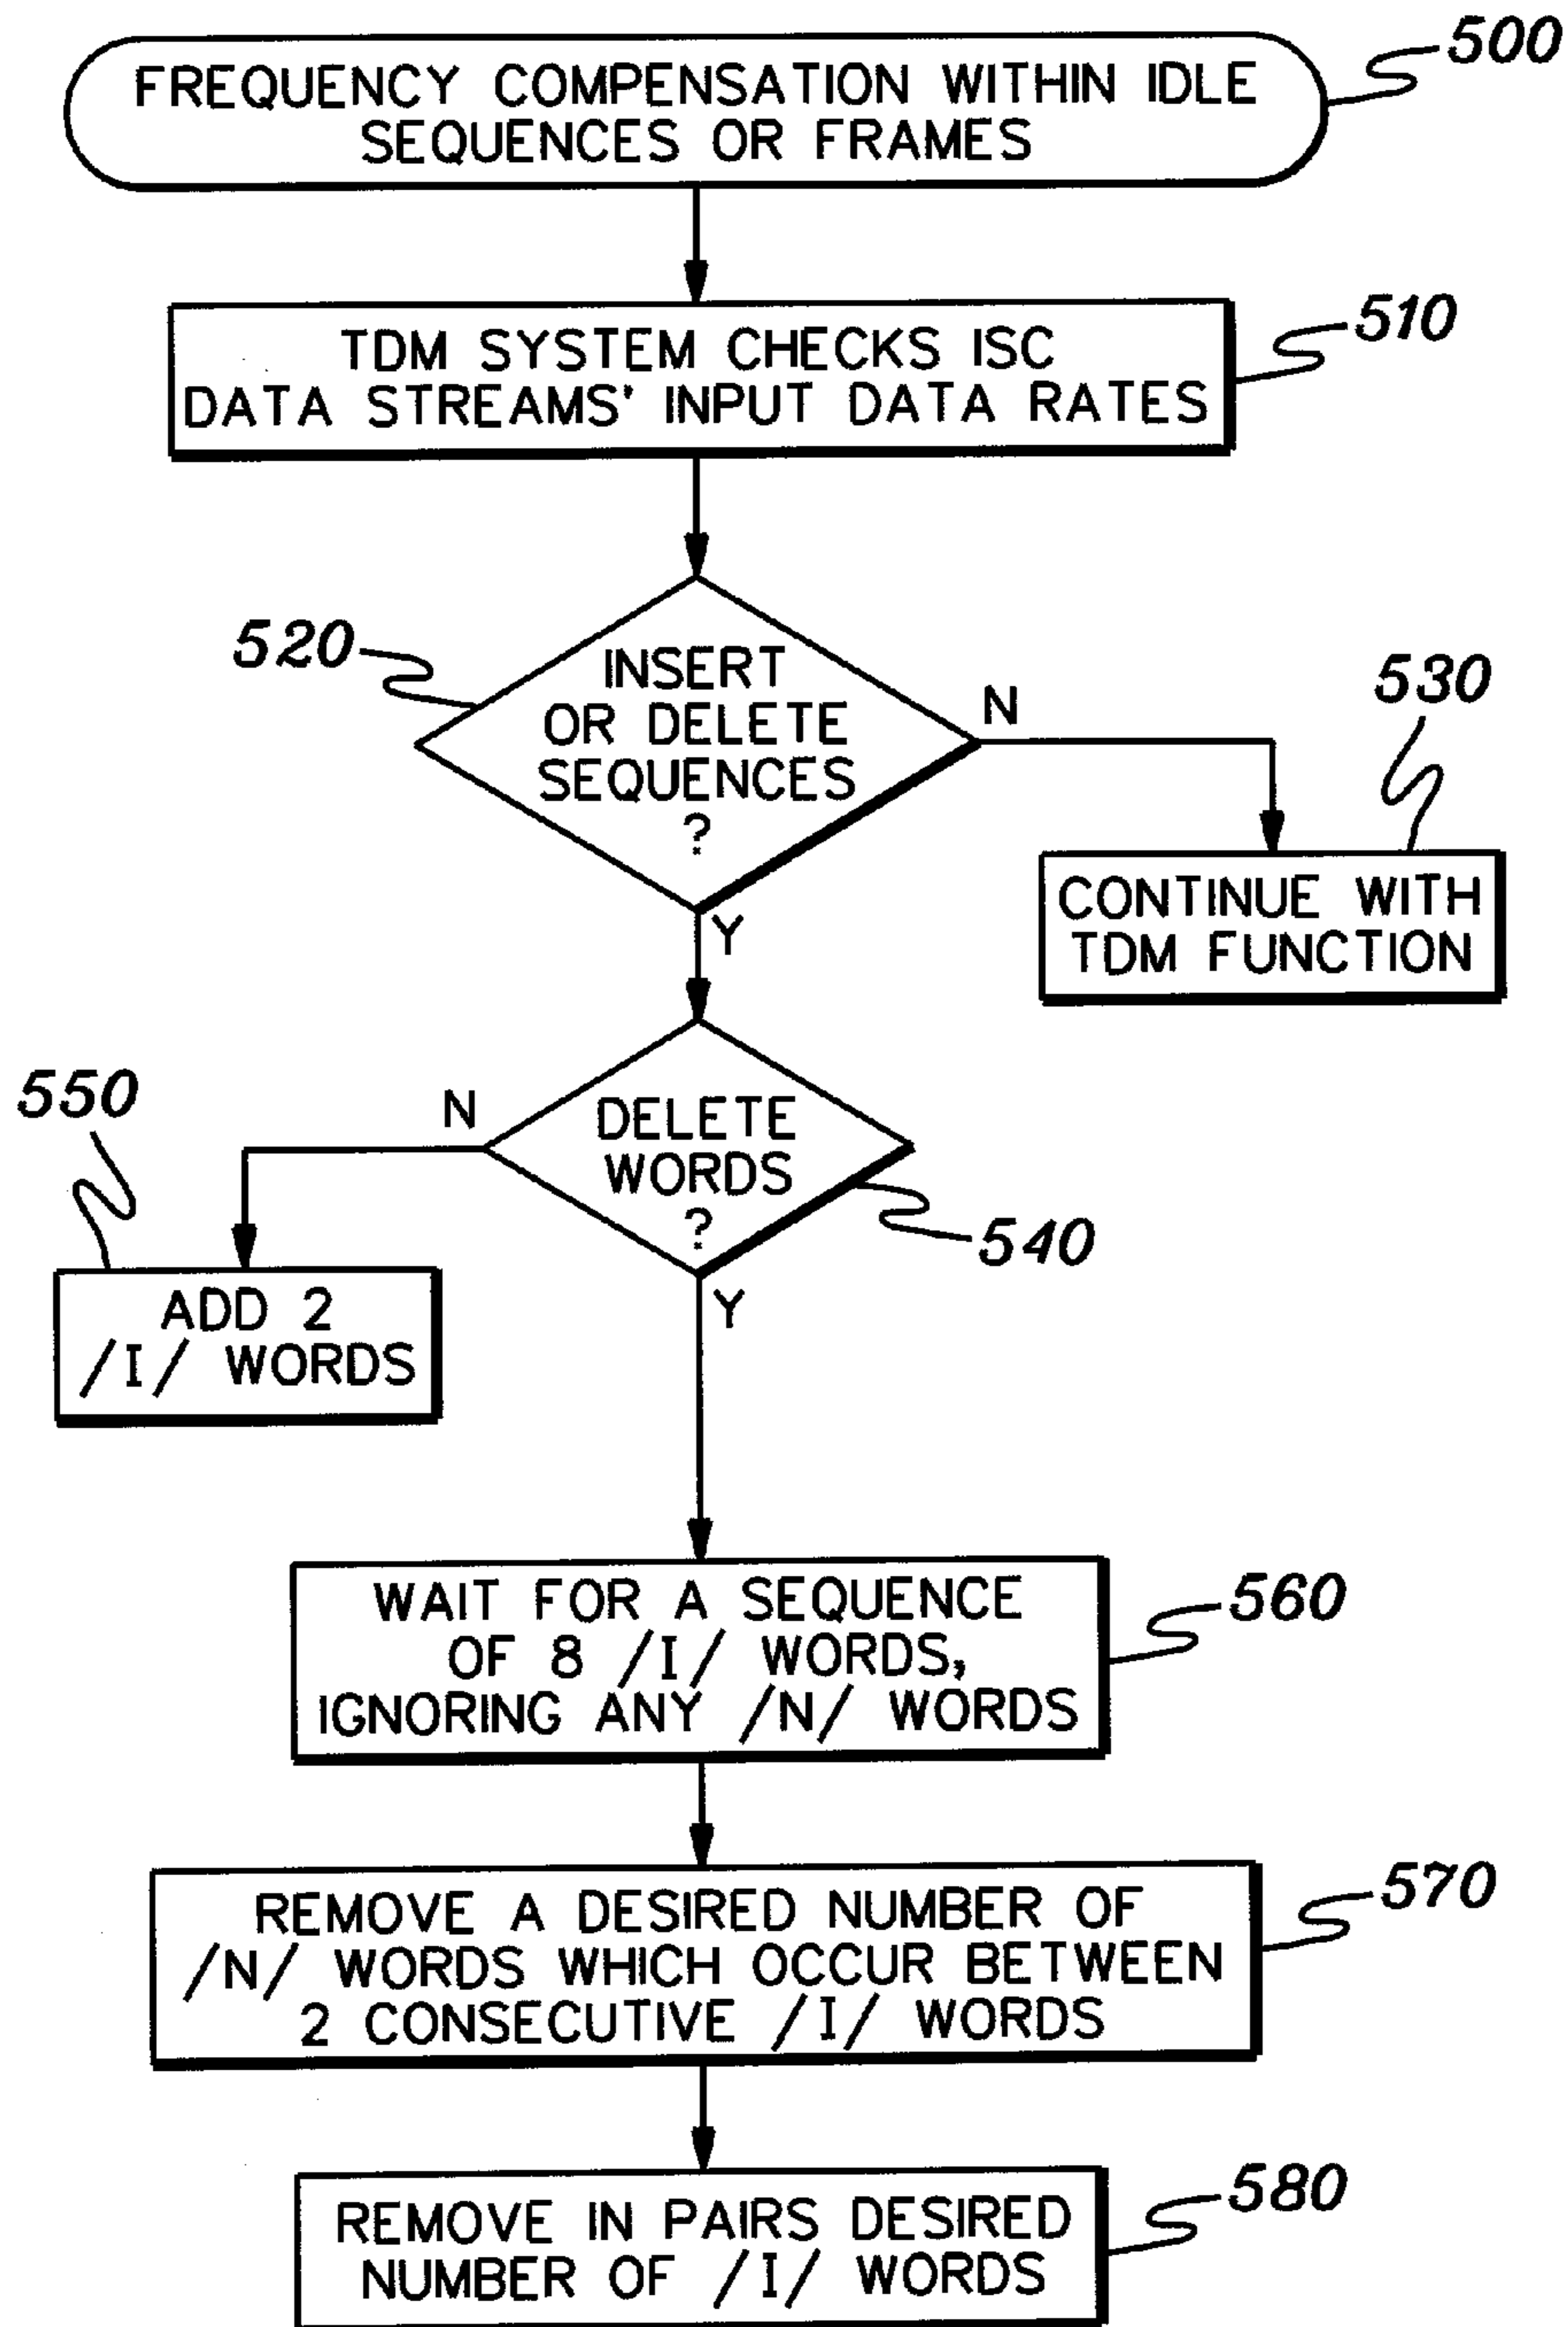 500
FREQUENCY COMPENSATION WITHIN IDLE
SEQUENCES OR FRAMES
510
TDM SYSTEM CHECKS ISC
DATA STREAMS' INPUT DATA RATES
520
INSERT
OR DELETE
SEQUENCES
?
N
530
CONTINUE WITH
TDM FUNCTION
Y
550
N
DELETE
WORDS
?
540
ADD 2
/I/ WORDS
Y
WAIT FOR A SEQUENCE
OF 8 /I/ WORDS,
IGNORING ANY /N/ WORDS
560
REMOVE A DESIRED NUMBER OF
/N/ WORDS WHICH OCCUR BETWEEN
2 CONSECUTIVE /I/ WORDS
570
REMOVE IN PAIRS DESIRED
NUMBER OF /I/ WORDS
580